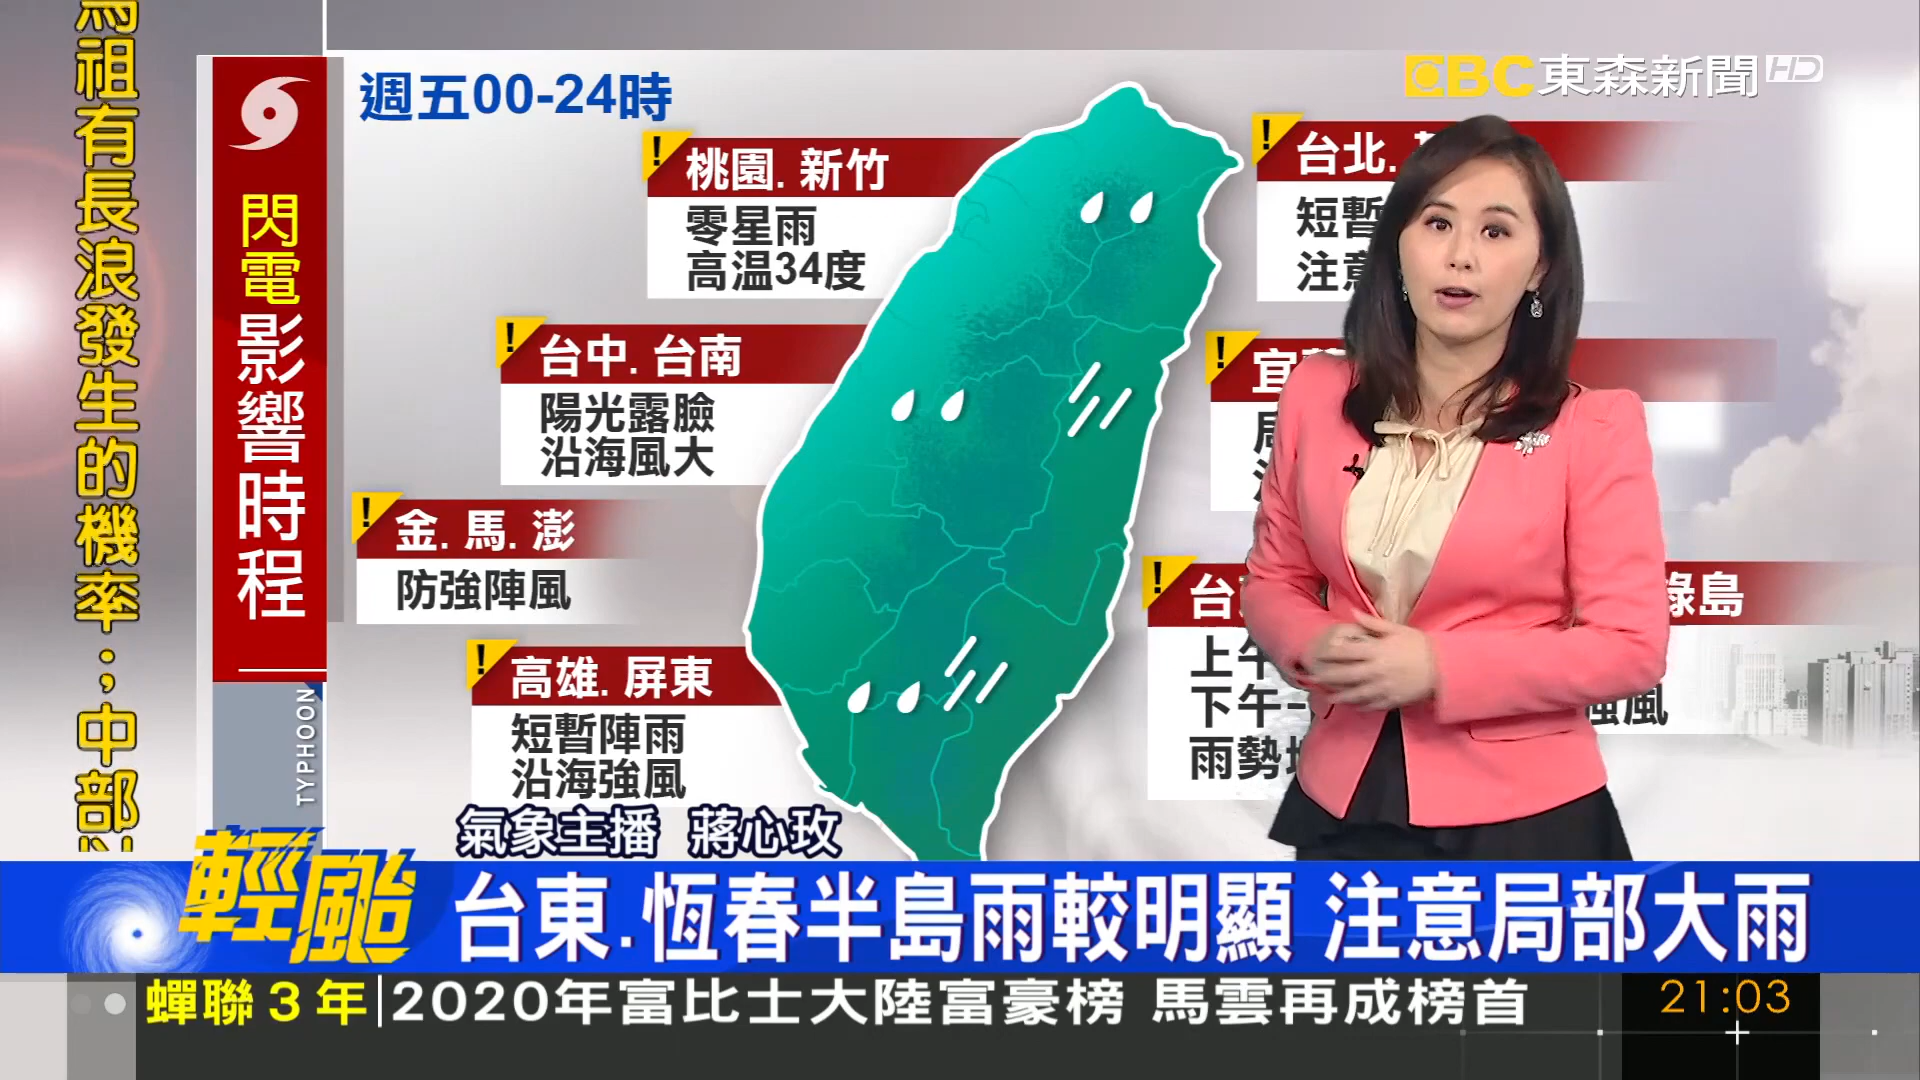 馬祖有長浪發生的機率；中部以
閃電影響時程
TYPHOON
週五00-24時
EBC東森新聞HD
桃園.新竹
零星雨
高溫34度
台北.
短暫
注意
台中.台南
陽光露臉
沿海風大
宜
金.馬.澎
防強陣風
台
綠島
上午
下午-
強風
雨勢
高雄.屏東
短暫陣雨
沿海強風
氣象主播 蔣心玫
輕颱
台東.恆春半島雨較明顯 注意局部大雨
蟬聯3年|2020年富比士大陸富豪榜 馬雲再成榜首
21:03